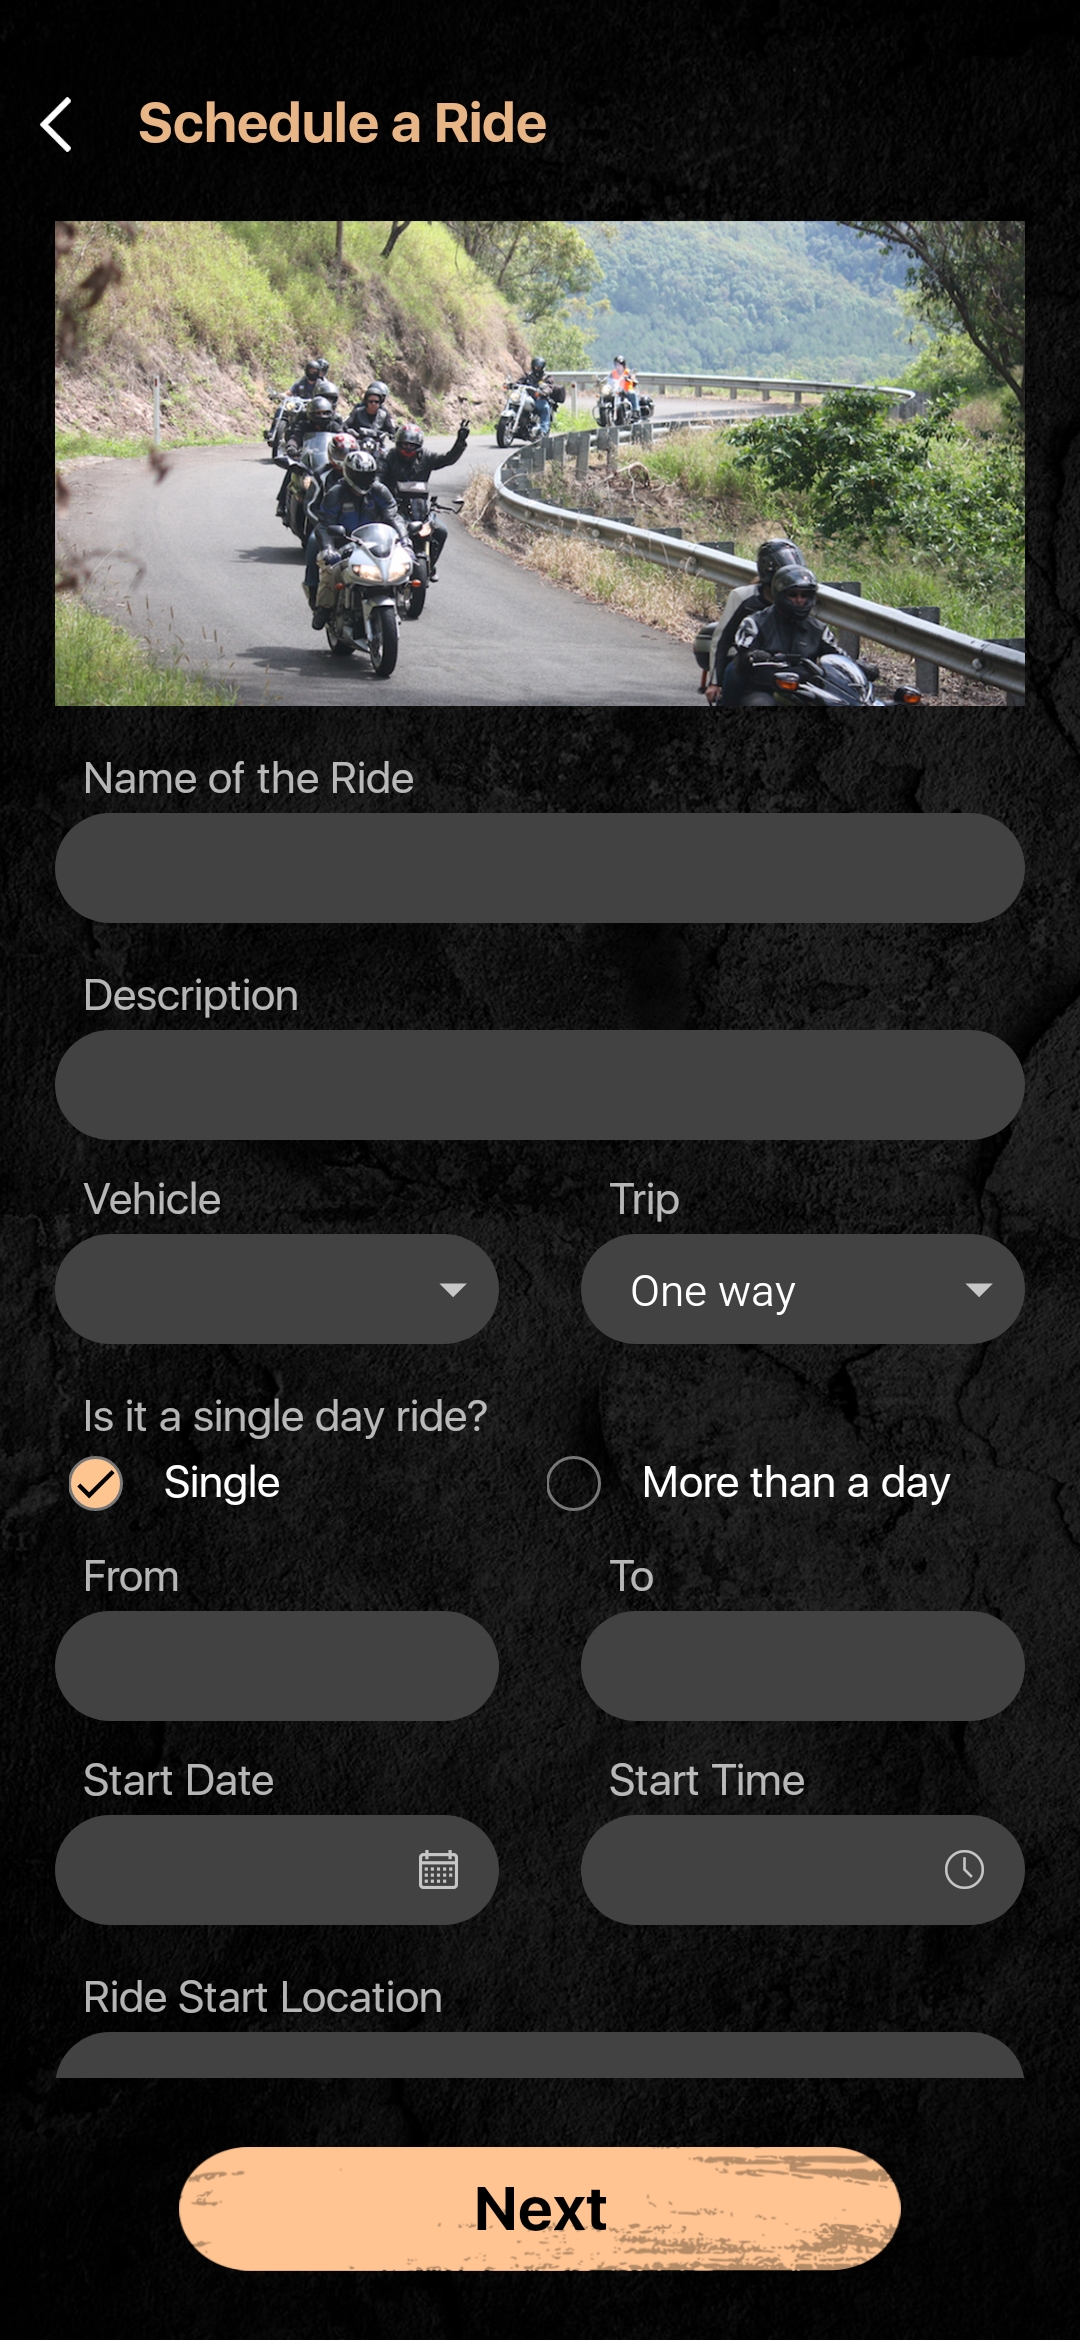 Schedule a Ride
Name of the Ride
Description
Vehicle
Trip
One way
Is it a single day ride?
Single
More than a day
From
To
Start Date
Start Time
Ride Start Location
Next